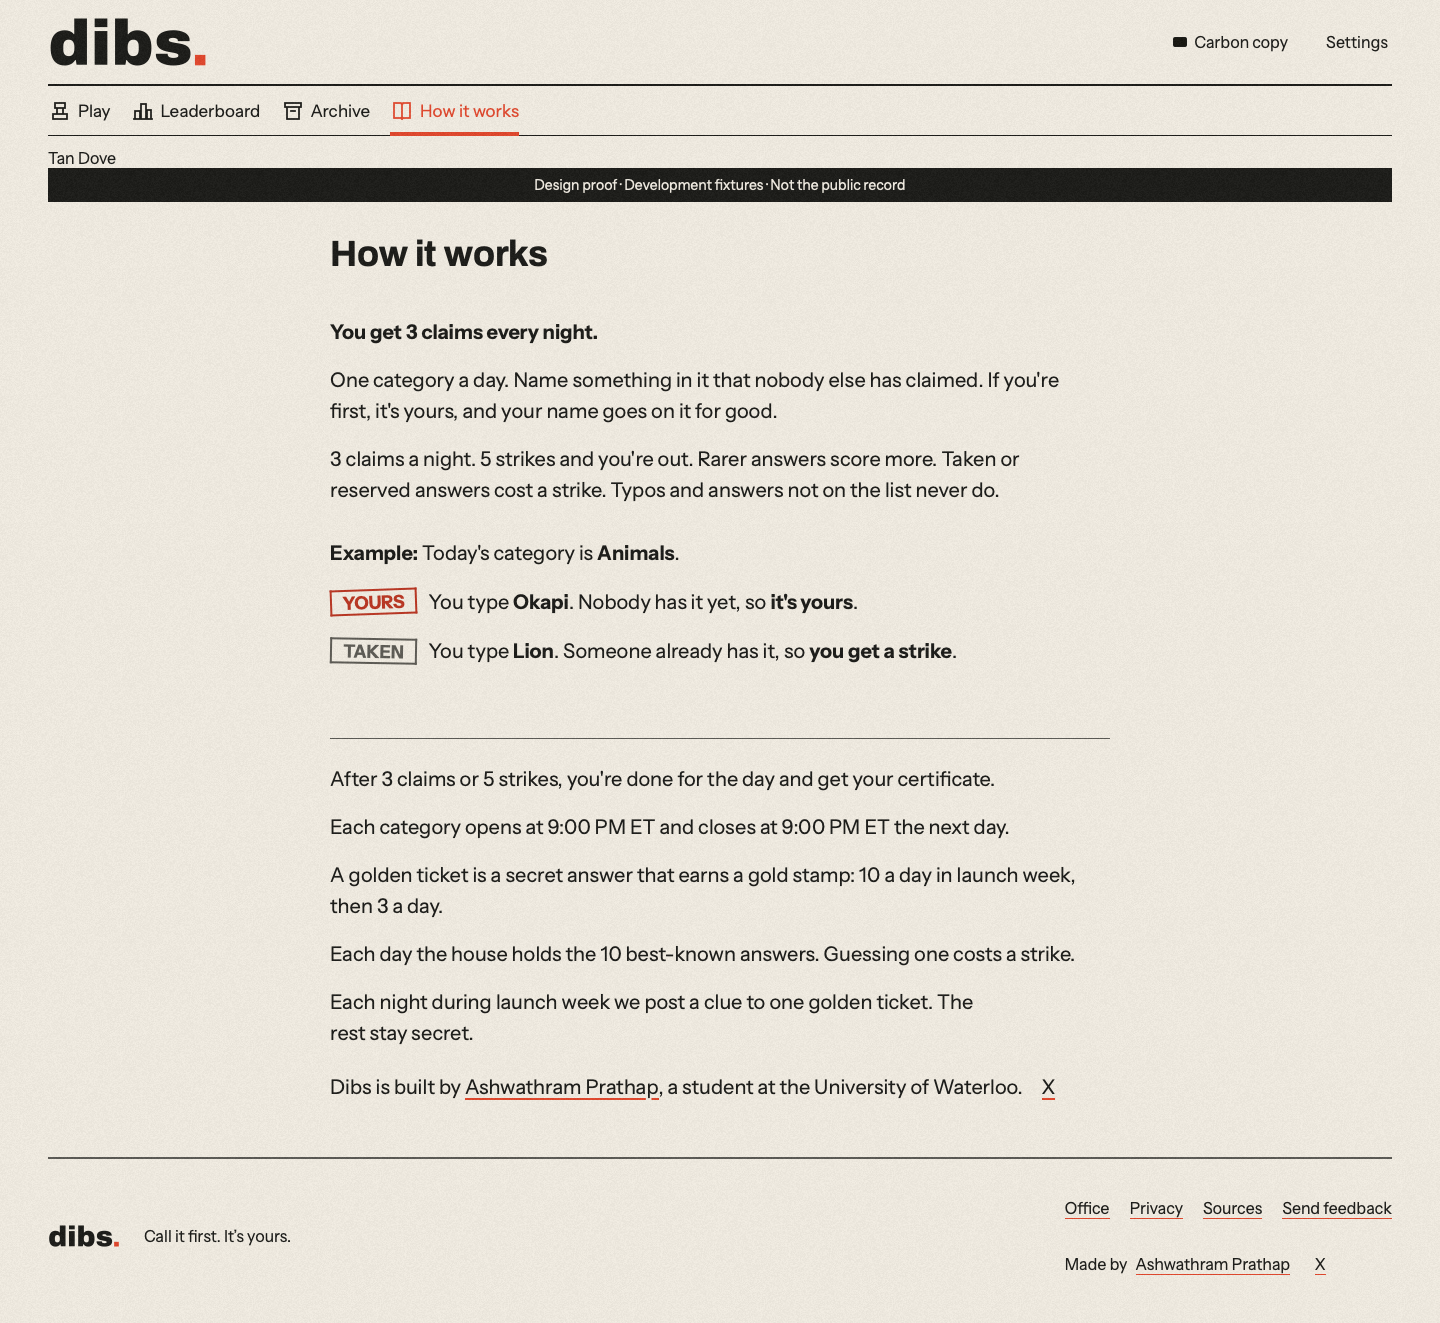 dibs.
Carbon copy Settings
Play Leaderboard Archive How it works
Tan Dove
Design proof · Development fixtures · Not the public record
How it works
You get 3 claims every night.
One category a day. Name something in it that nobody else has claimed. If you're
first, it's yours, and your name goes on it for good.
3 claims a night. 5 strikes and you're out. Rarer answers score more. Taken or
reserved answers cost a strike. Typos and answers not on the list never do.
Example: Today's category is Animals.
YOURS You type Okapi. Nobody has it yet, so it's yours.
TAKEN You type Lion. Someone already has it, so you get a strike.
After 3 claims or 5 strikes, you're done for the day and get your certificate.
Each category opens at 9:00 PM ET and closes at 9:00 PM ET the next day.
A golden ticket is a secret answer that earns a gold stamp: 10 a day in launch week,
then 3 a day.
Each day the house holds the 10 best-known answers. Guessing one costs a strike.
Each night during launch week we post a clue to one golden ticket. The
rest stay secret.
Dibs is built by Ashwathram Prathap, a student at the University of Waterloo. X
Office Privacy Sources Send feedback
dibs. Call it first. It's yours.
Made by Ashwathram Prathap X